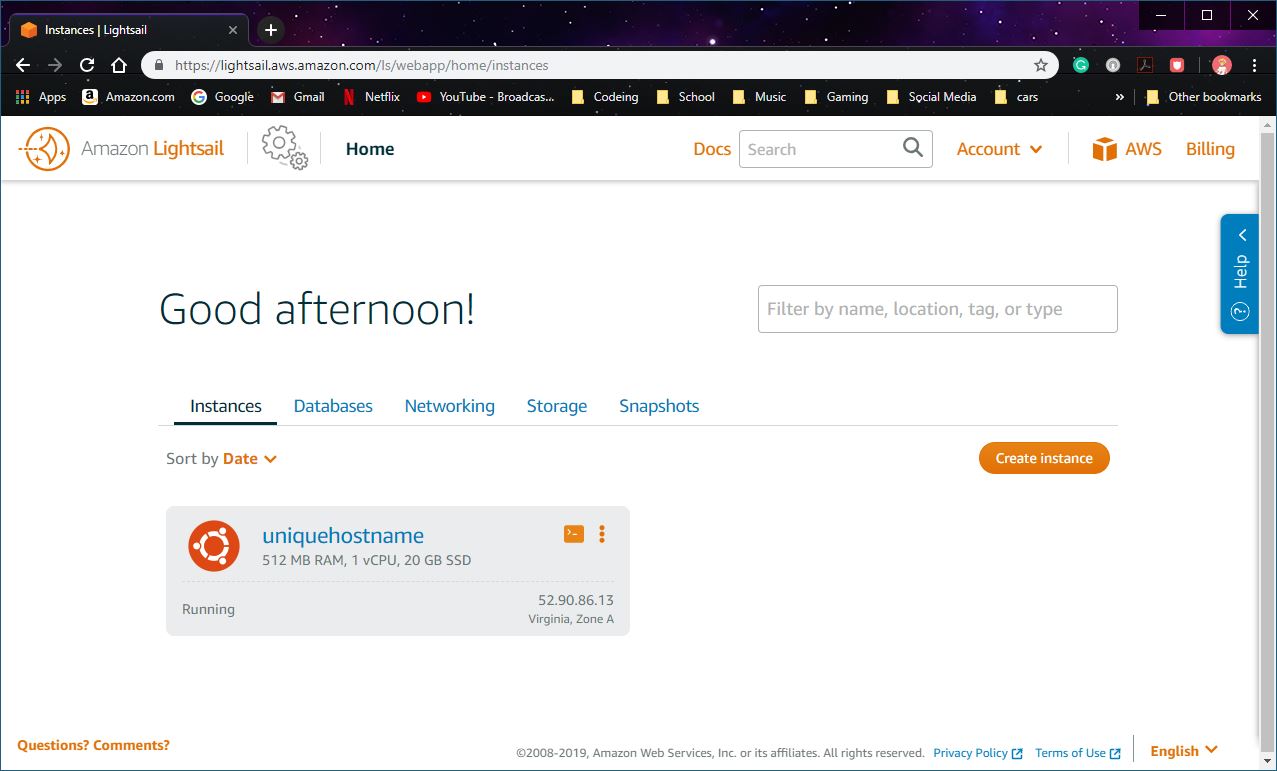 Instances | Lightsail
https://lightsail.aws.amazon.com/ls/webapp/home/instances
Apps Amazon.com Google Gmail Netflix YouTube - Broadcas... Codeing School Music Gaming Social Media cars » Other bookmarks
Amazon Lightsail Home Docs Search Account AWS Billing
Help
Good afternoon!
Filter by name, location, tag, or type
Instances Databases Networking Storage Snapshots
Sort by Date Create instance
uniquehostname
512 MB RAM, 1 vCPU, 20 GB SSD
Running 52.90.86.13
Virginia, Zone A
Questions? Comments? ©2008-2019, Amazon Web Services, Inc. or its affiliates. All rights reserved. Privacy Policy Terms of Use English